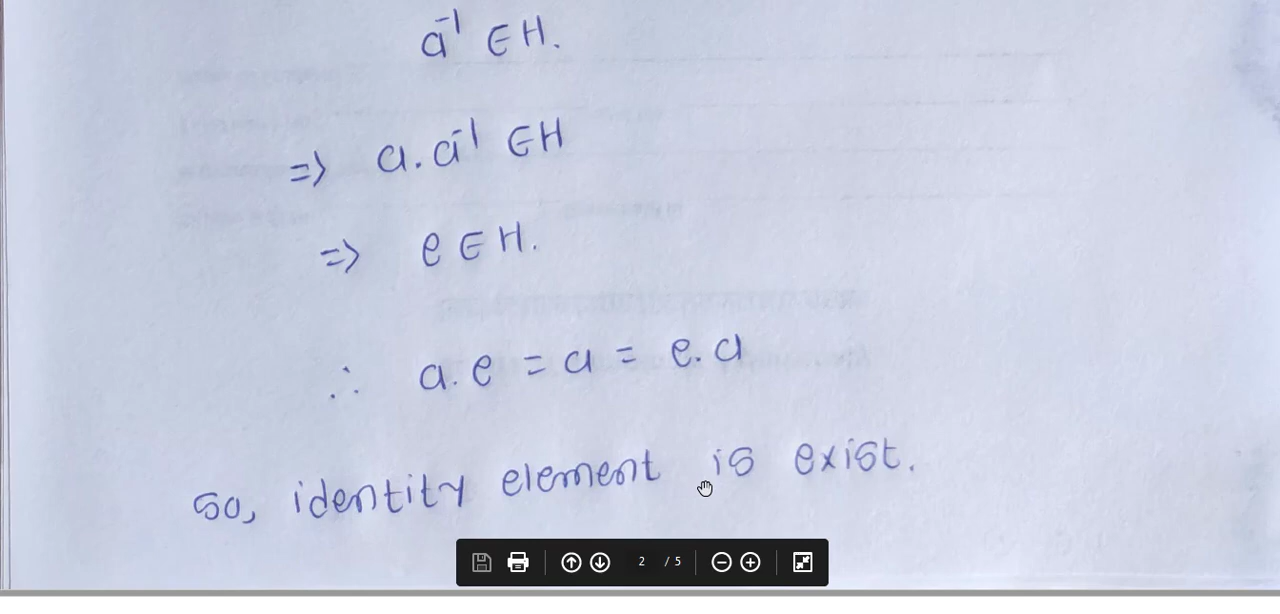 a⁻¹ ∈ H.
=> a.a⁻¹ ∈ H
=> e ∈ H.
∴ a.e = a = e.a
So, identity element is exist.
2 / 5